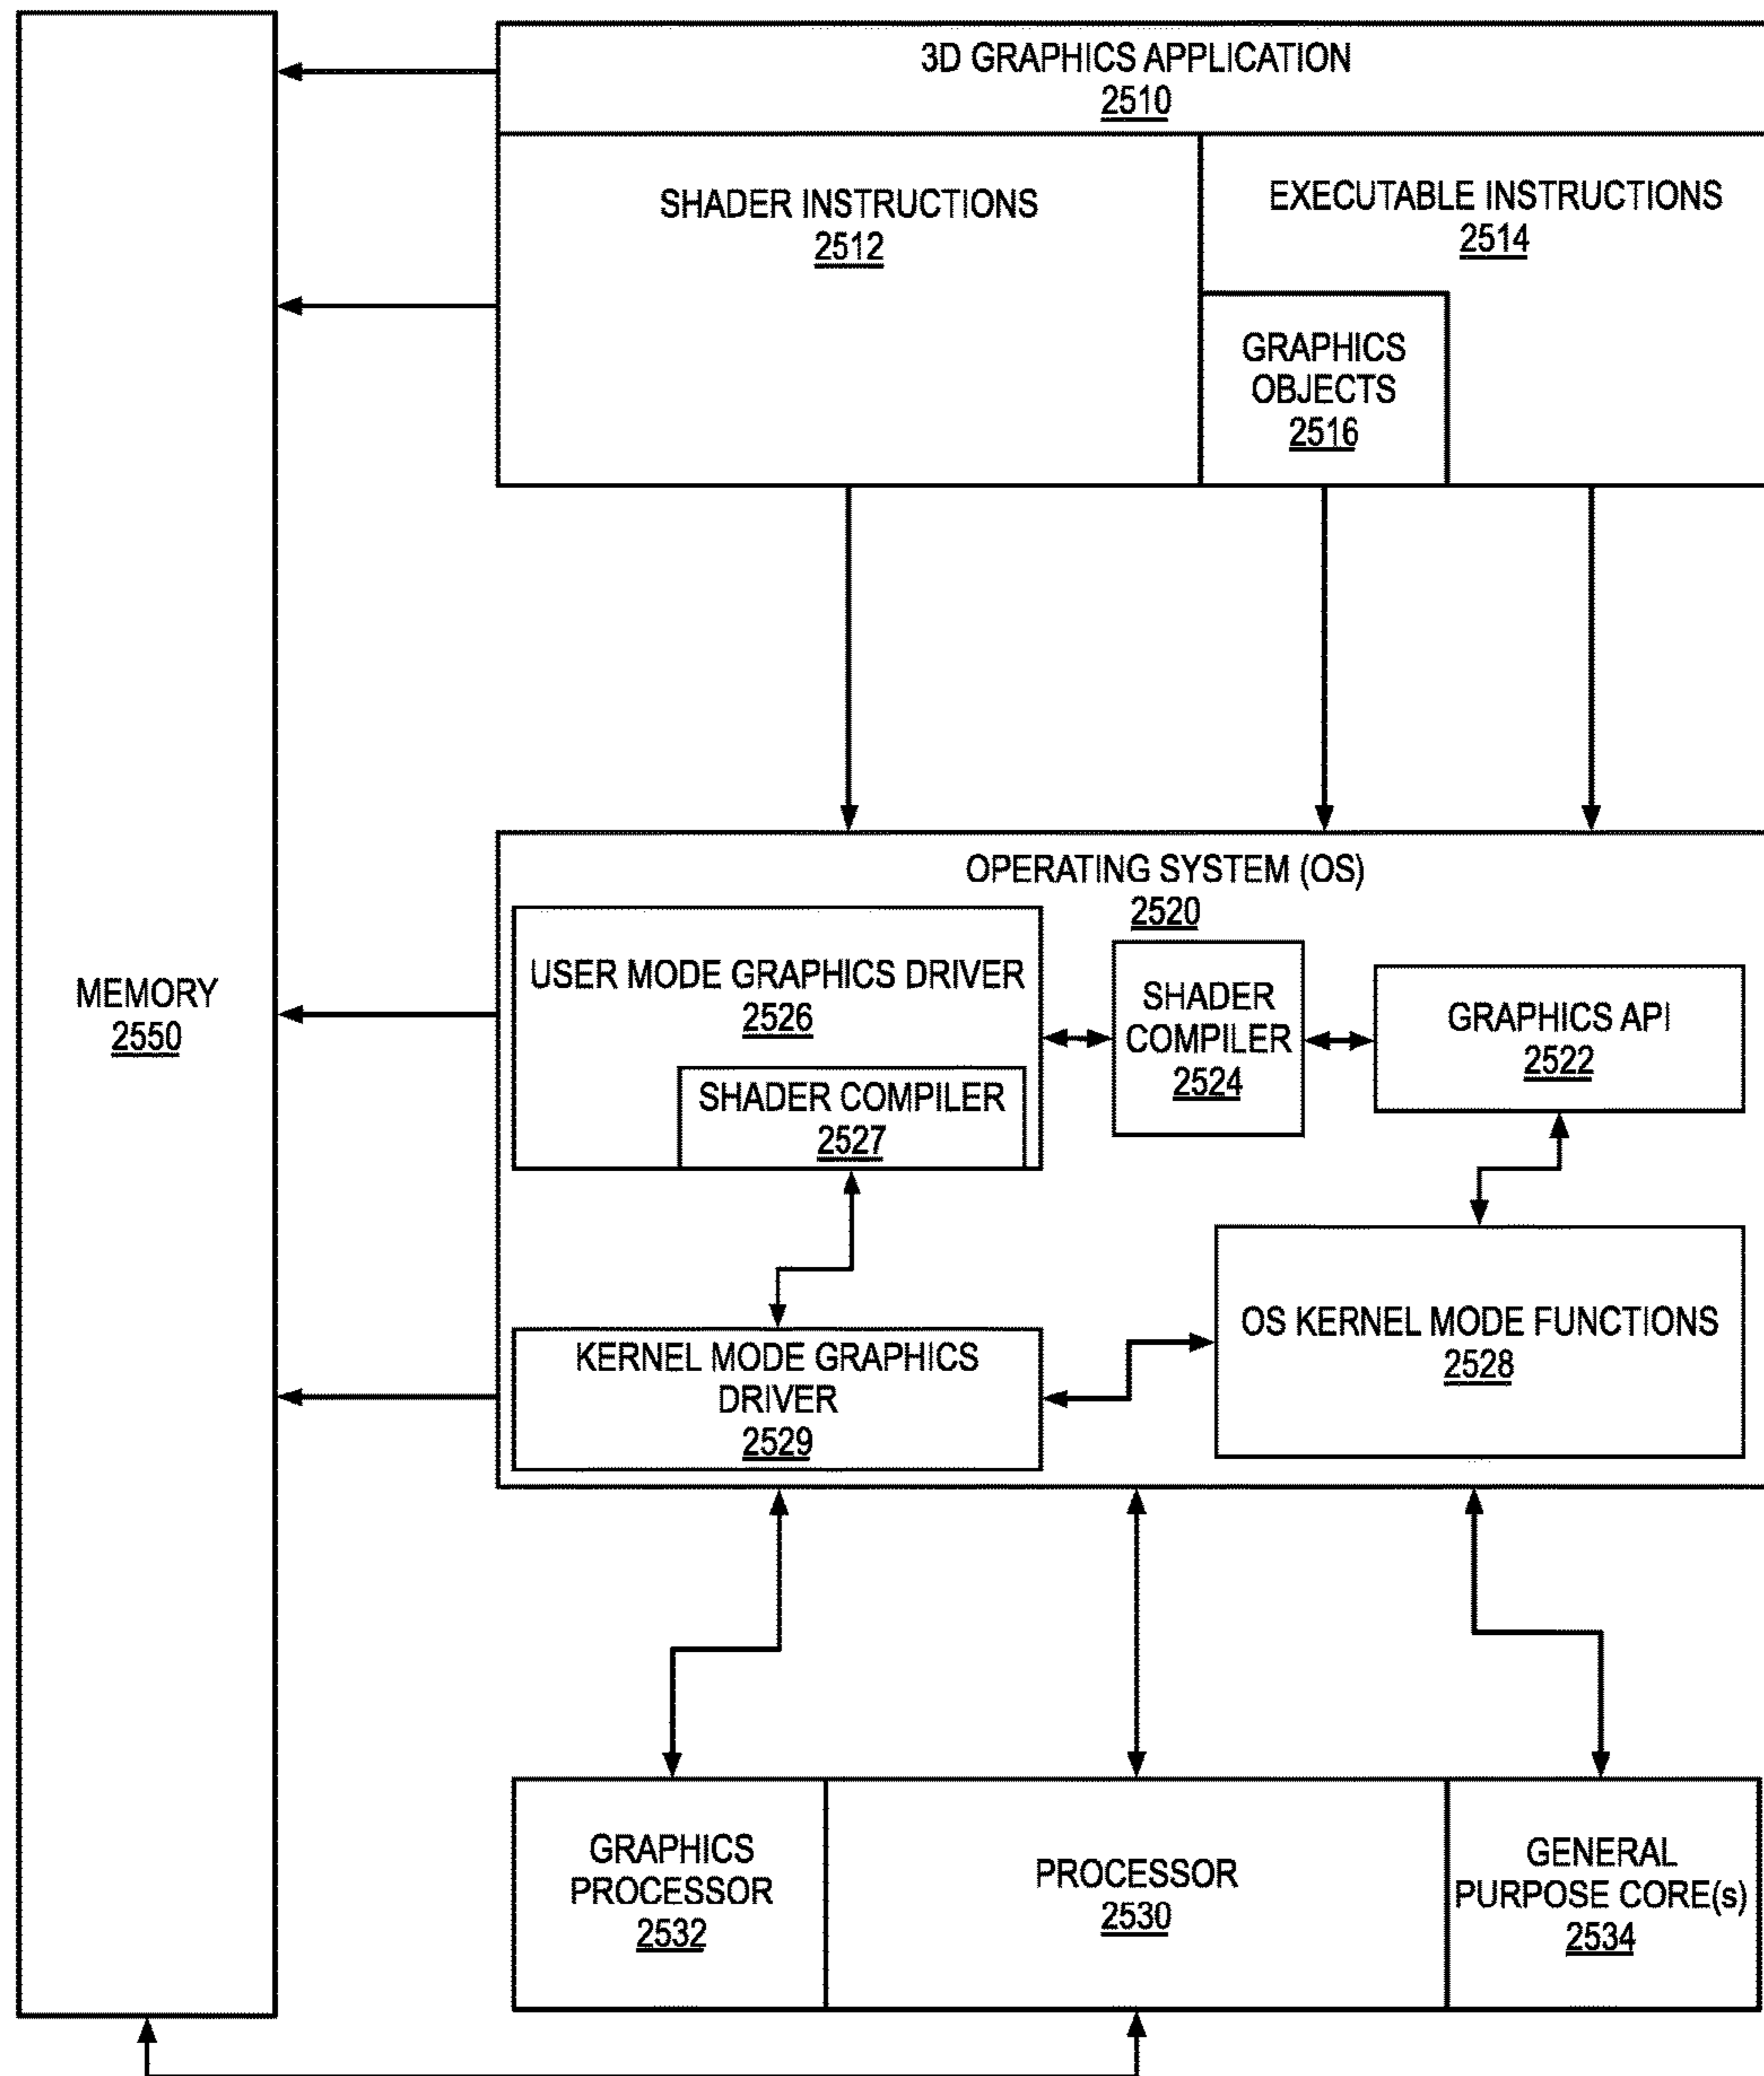 3D GRAPHICS APPLICATION
2510
SHADER INSTRUCTIONS
2512
EXECUTABLE INSTRUCTIONS
2514
GRAPHICS
OBJECTS
2516
MEMORY
2550
OPERATING SYSTEM (OS)
2520
USER MODE GRAPHICS DRIVER
2526
SHADER COMPILER
2527
SHADER
COMPILER
2524
GRAPHICS API
2522
KERNEL MODE GRAPHICS
DRIVER
2529
OS KERNEL MODE FUNCTIONS
2528
GRAPHICS
PROCESSOR
2532
PROCESSOR
2530
GENERAL
PURPOSE CORE(s)
2534